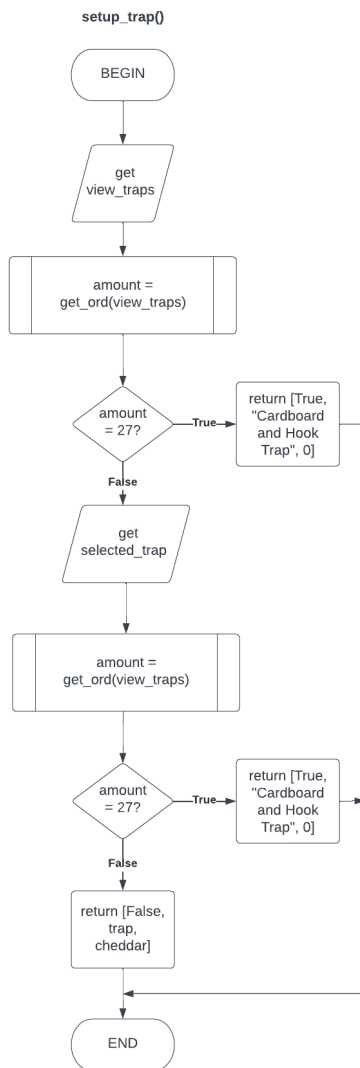 setup_trap()
BEGIN
get
view_traps
amount =
get_ord(view_traps)
amount
= 27?
True
return [True,
"Cardboard
and Hook
Trap", 0]
False
get
selected_trap
amount =
get_ord(view_traps)
amount
= 27?
True
return [True,
"Cardboard
and Hook
Trap", 0]
False
return [False,
trap,
cheddar]
END